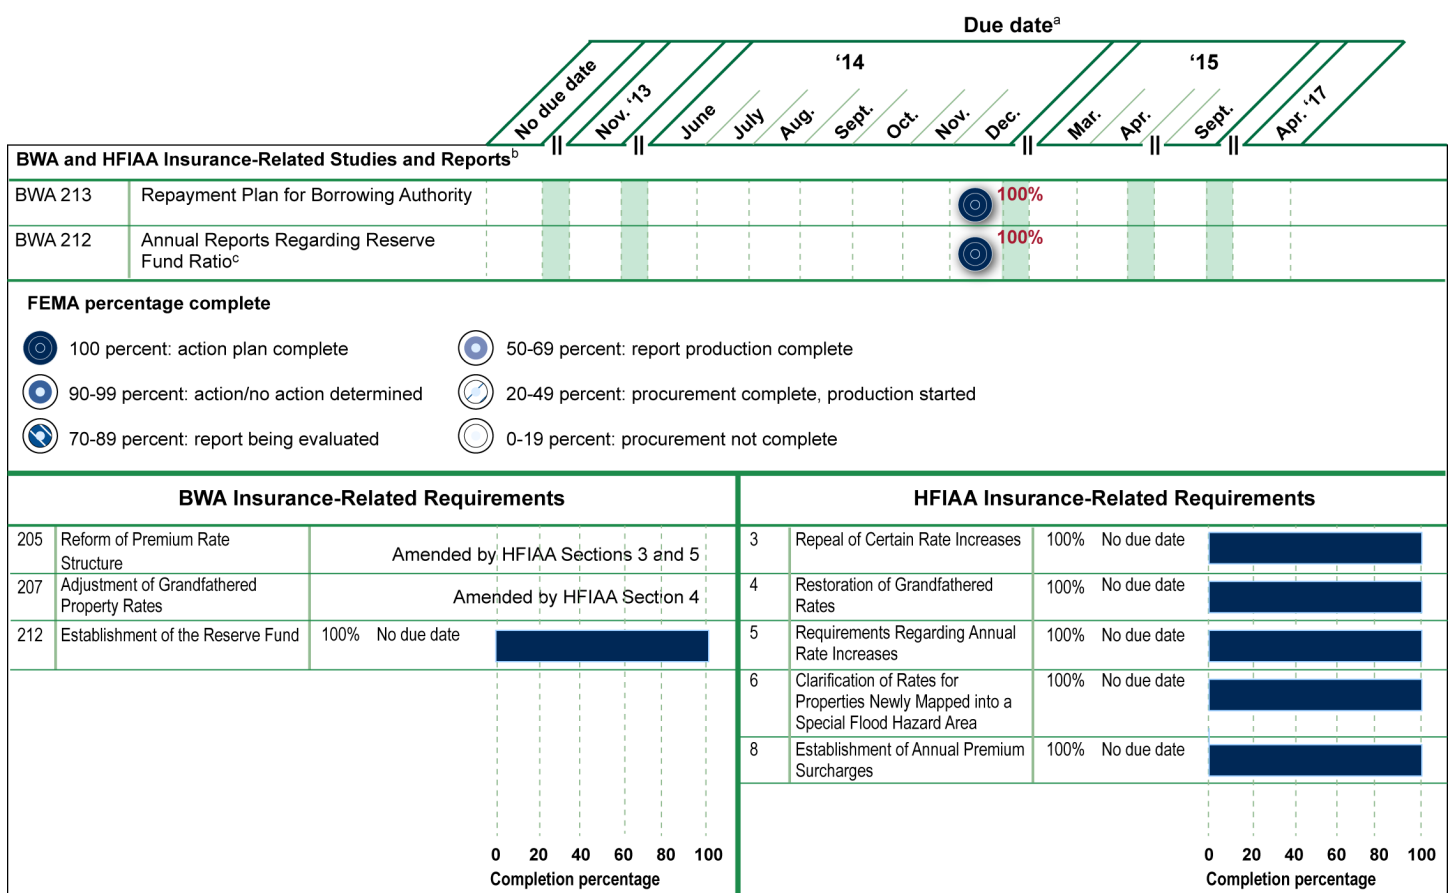 Due dateᵃ
No due date
Nov. ‘13
‘14
June
July
Aug.
Sept.
Oct.
Nov.
Dec.
‘15
Mar.
Apr.
Sept.
Apr. ‘17
BWA and HFIAA Insurance-Related Studies and Reportsᵇ
BWA 213 Repayment Plan for Borrowing Authority 100%
BWA 212 Annual Reports Regarding Reserve 100%
Fund Ratioᶜ
FEMA percentage complete
100 percent: action plan complete
90-99 percent: action/no action determined
70-89 percent: report being evaluated
50-69 percent: report production complete
20-49 percent: procurement complete, production started
0-19 percent: procurement not complete
BWA Insurance-Related Requirements
205 Reform of Premium Rate
Structure
Amended by HFIAA Sections 3 and 5
207 Adjustment of Grandfathered
Property Rates
Amended by HFIAA Section 4
212 Establishment of the Reserve Fund 100% No due date
0 20 40 60 80 100
Completion percentage
HFIAA Insurance-Related Requirements
3 Repeal of Certain Rate Increases 100% No due date
4 Restoration of Grandfathered 100% No due date
Rates
5 Requirements Regarding Annual 100% No due date
Rate Increases
6 Clarification of Rates for 100% No due date
Properties Newly Mapped into a
Special Flood Hazard Area
8 Establishment of Annual Premium 100% No due date
Surcharges
0 20 40 60 80 100
Completion percentage